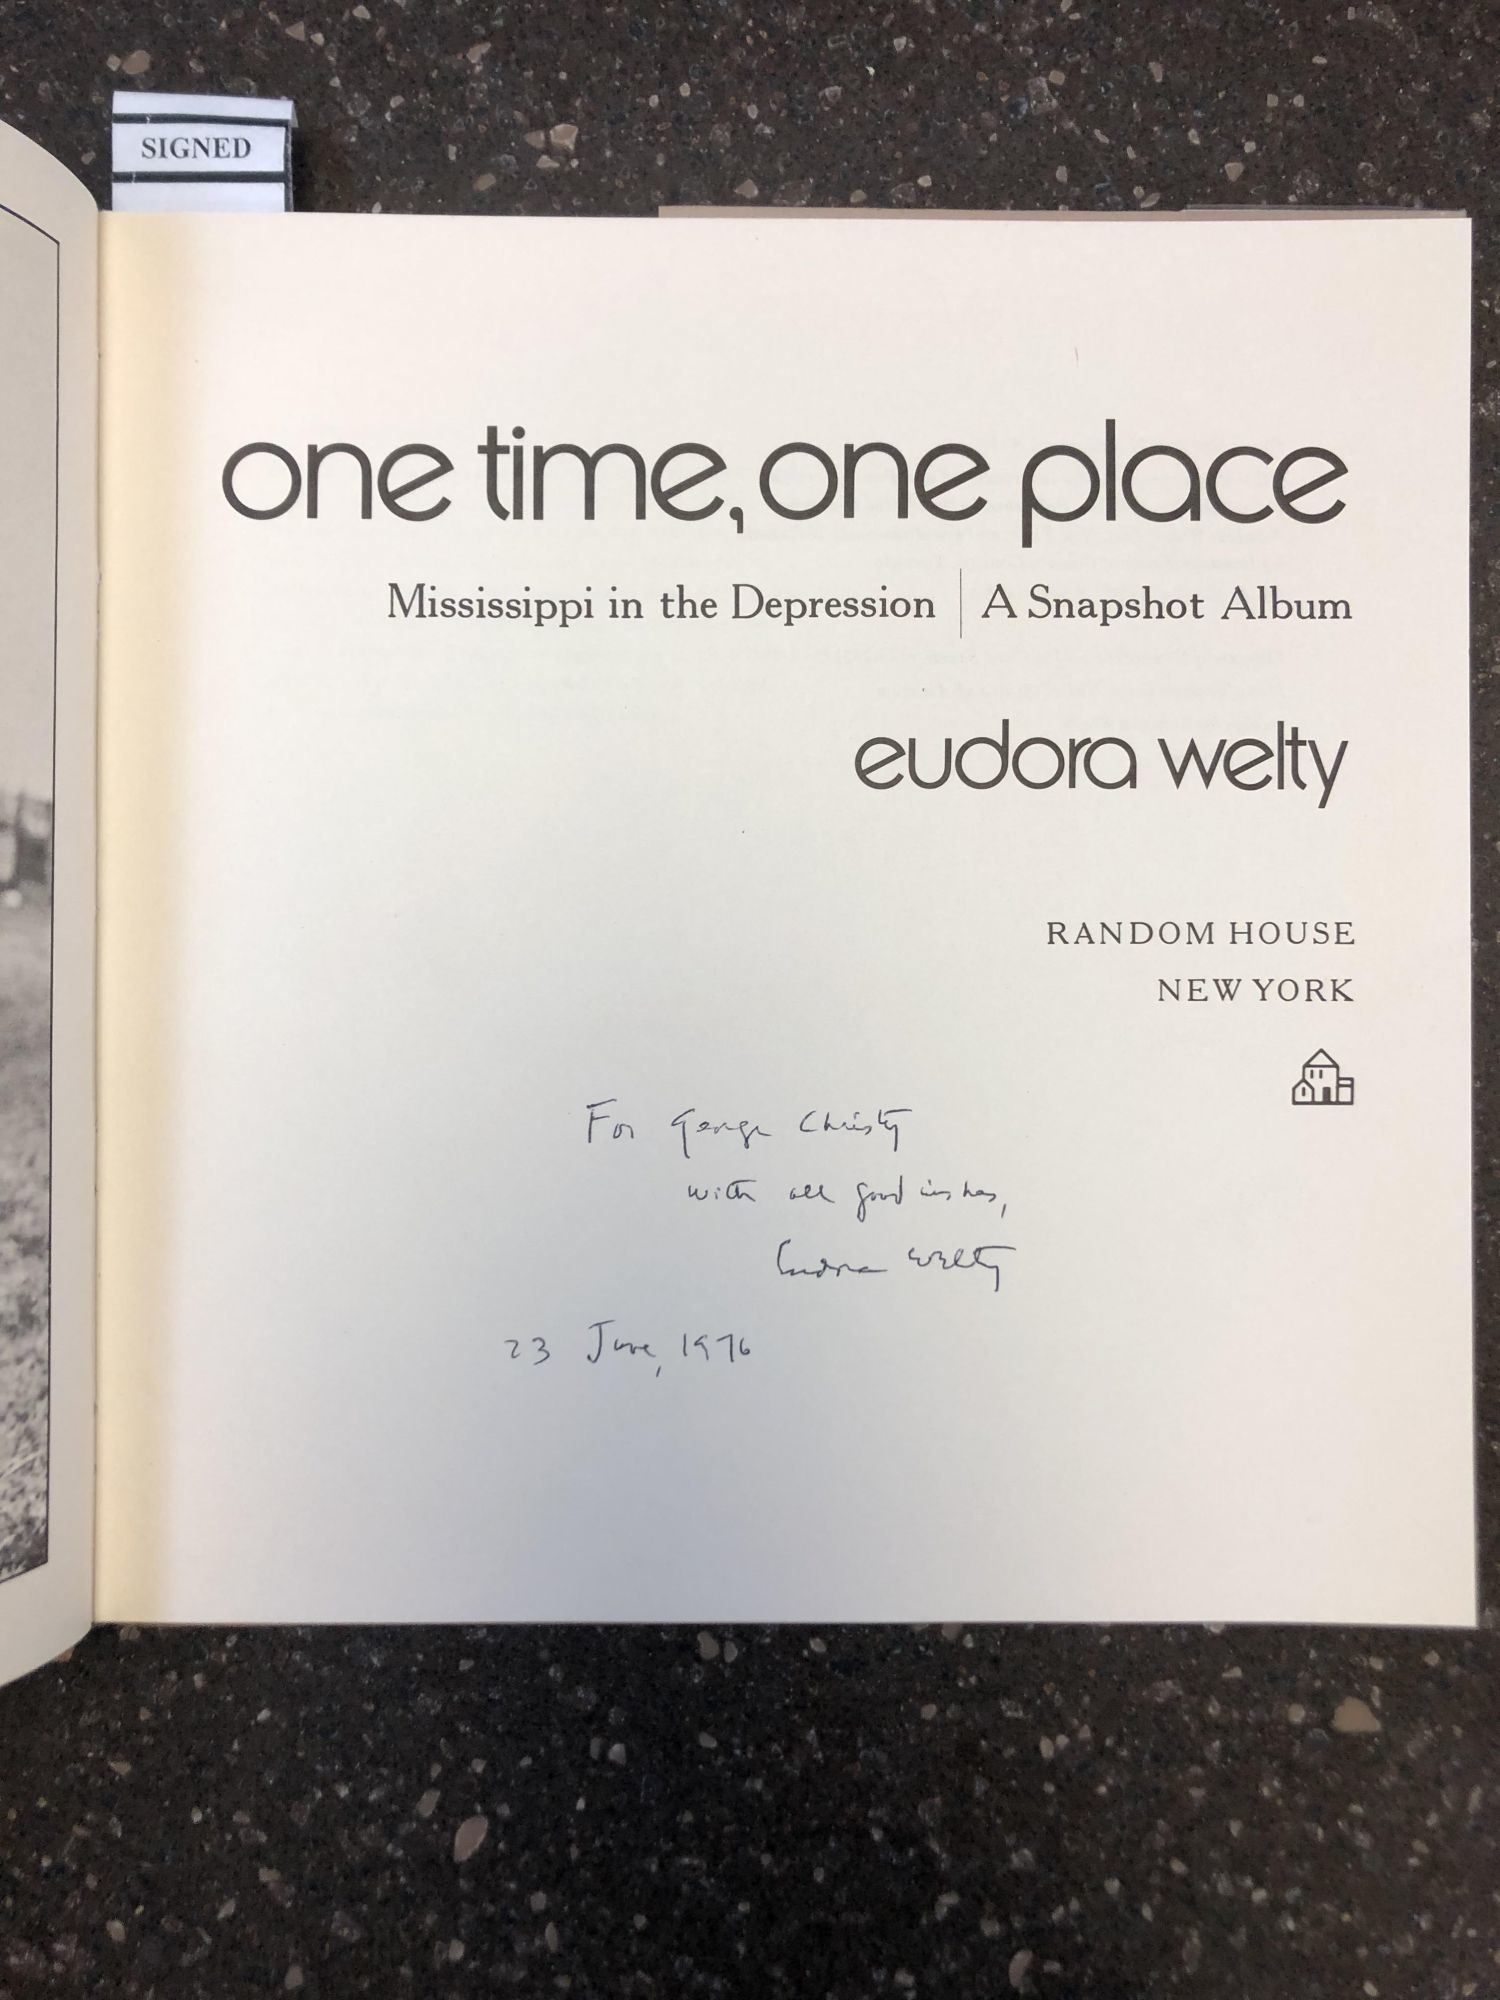 SIGNED
one time, one place
Mississippi in the Depression | A Snapshot Album
eudora welty
RANDOM HOUSE
NEW YORK
For George Christy
with all good wishes,
Eudora Welty
23 June, 1976